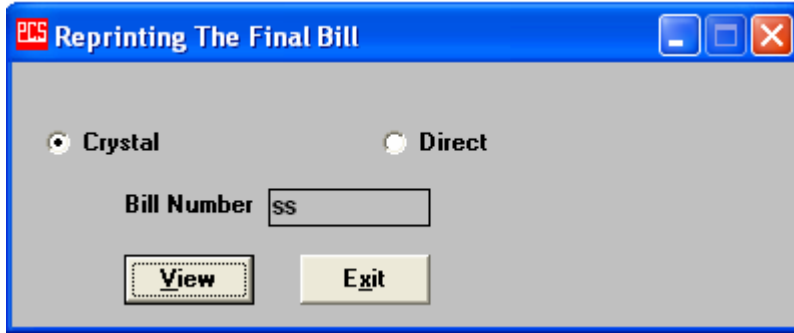 PCS Reprinting The Final Bill
Crystal Direct
Bill Number ss
View Exit